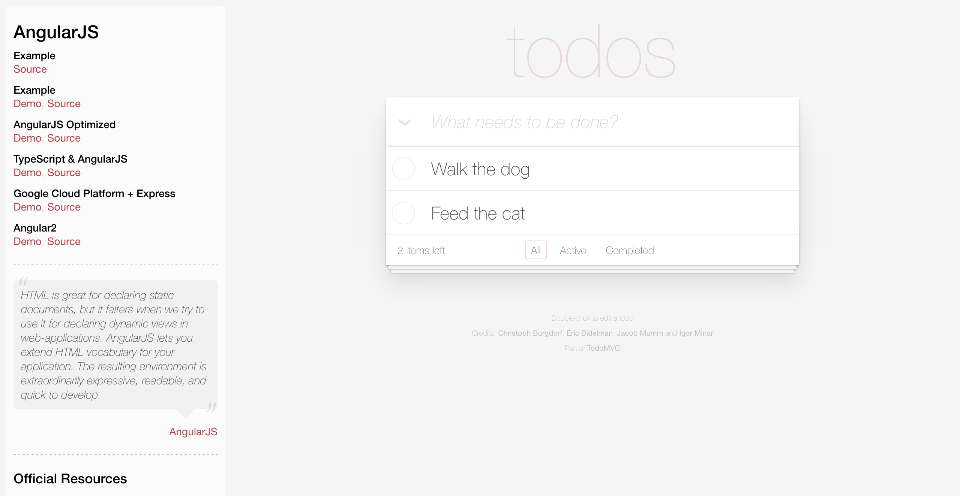 AngularJS
Example
Source
Example
Demo, Source
AngularJS Optimized
Demo, Source
TypeScript & AngularJS
Demo, Source
Google Cloud Platform + Express
Demo, Source
Angular2
Demo, Source
“
HTML is great for declaring static
documents, but it falters when we try to
use it for declaring dynamic views in
web-applications. AngularJS lets you
extend HTML vocabulary for your
application. The resulting environment is
extraordinarily expressive, readable, and
quick to develop.
”
AngularJS
Official Resources
todos
What needs to be done?
Walk the dog
Feed the cat
2 items left
All
Active
Completed
Double-click to edit a todo
Credits: Christoph Burgdorf, Eric Bidelman, Jacob Mumm and Igor Minar
Part of TodoMVC